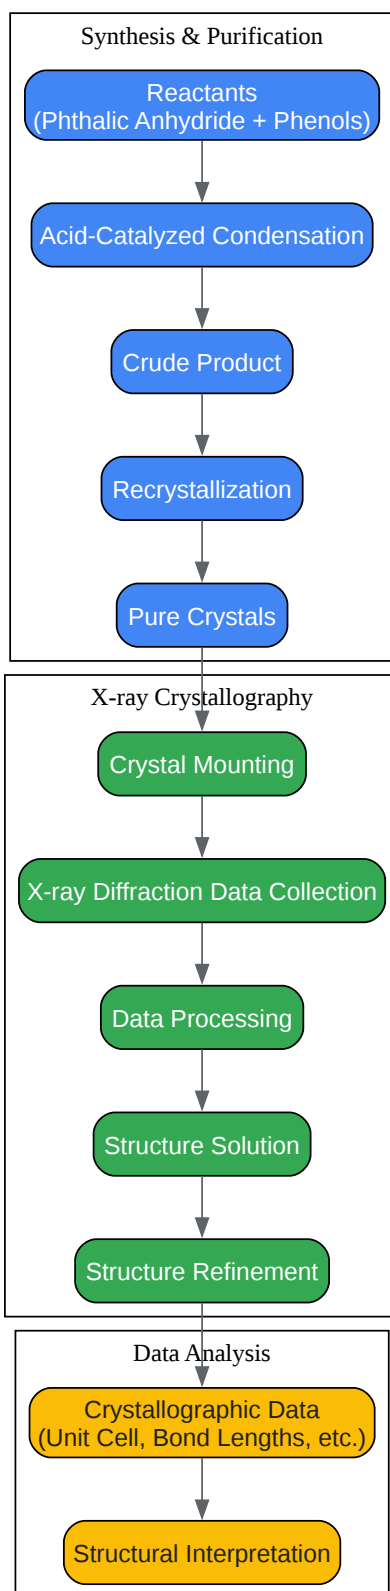 Synthesis & Purification
Reactants
(Phthalic Anhydride + Phenols)
Acid-Catalyzed Condensation
Crude Product
Recrystallization
Pure Crystals
X-ray Crystallography
Crystal Mounting
X-ray Diffraction Data Collection
Data Processing
Structure Solution
Structure Refinement
Data Analysis
Crystallographic Data
(Unit Cell, Bond Lengths, etc.)
Structural Interpretation